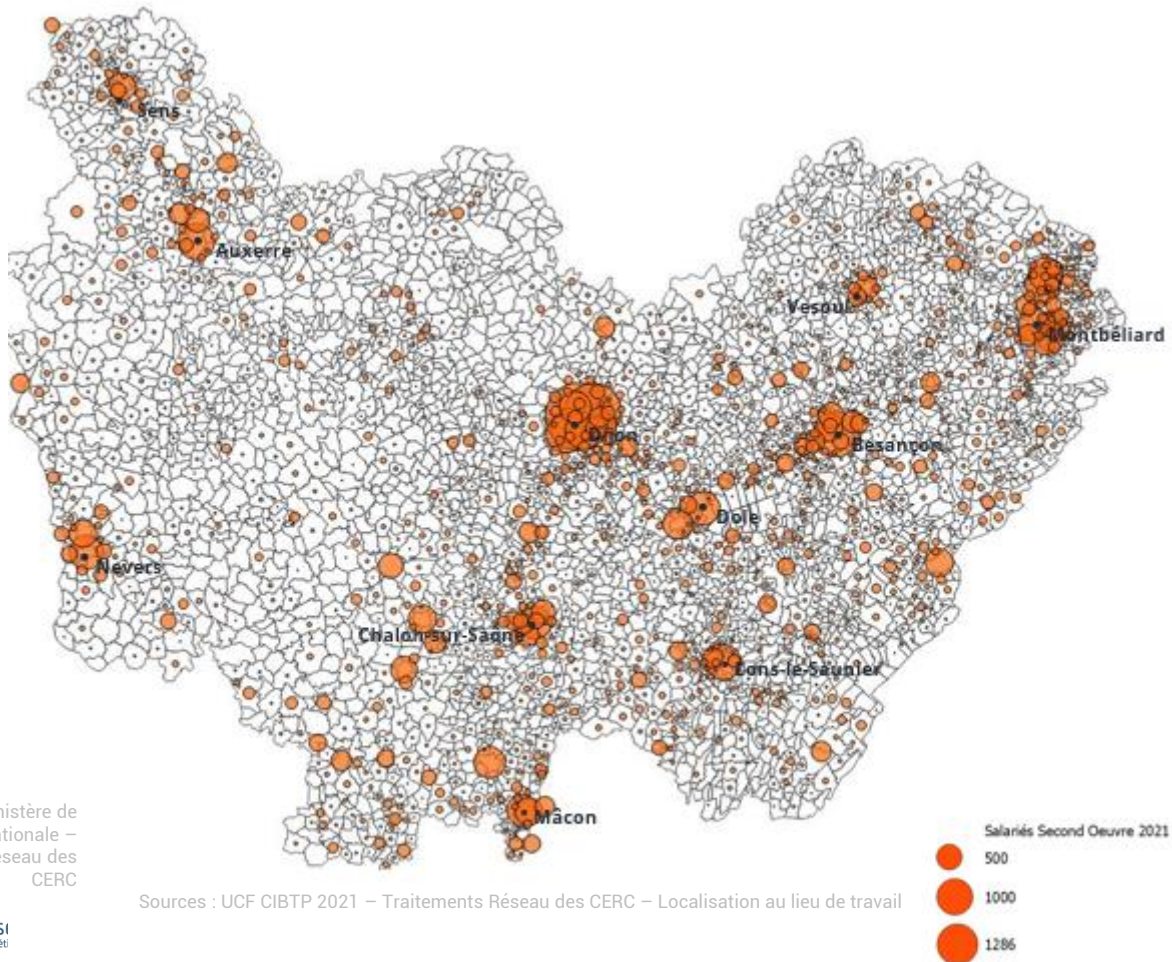 Sens
Auxerre
Vesoul
Montbéliard
Dijon
Besançon
Dole
Nevers
Chalon-sur-Saône
Lons-le-Saunier
Mâcon
nistère de
ationale –
éseau des
CERC
Salariés Second Oeuvre 2021
500
1000
1286
Sources : UCF CIBTP 2021 – Traitements Réseau des CERC – Localisation au lieu de travail